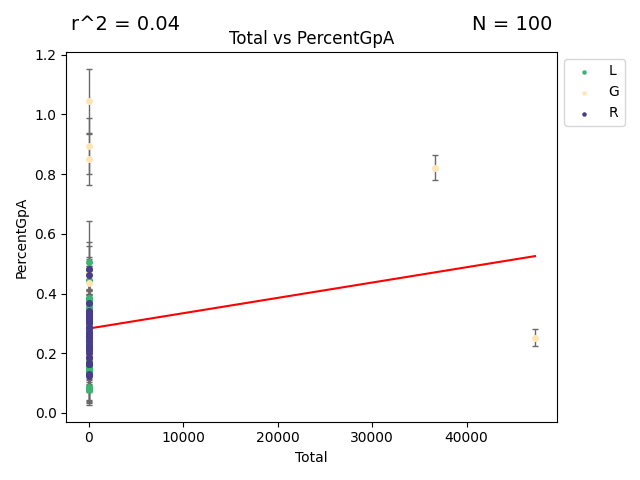 r^2 = 0.04
N = 100
Total vs PercentGpA
L
G
R
1.2
1.0
0.8
0.6
0.4
0.2
0.0
PercentGpA
0
10000
20000
30000
40000
Total